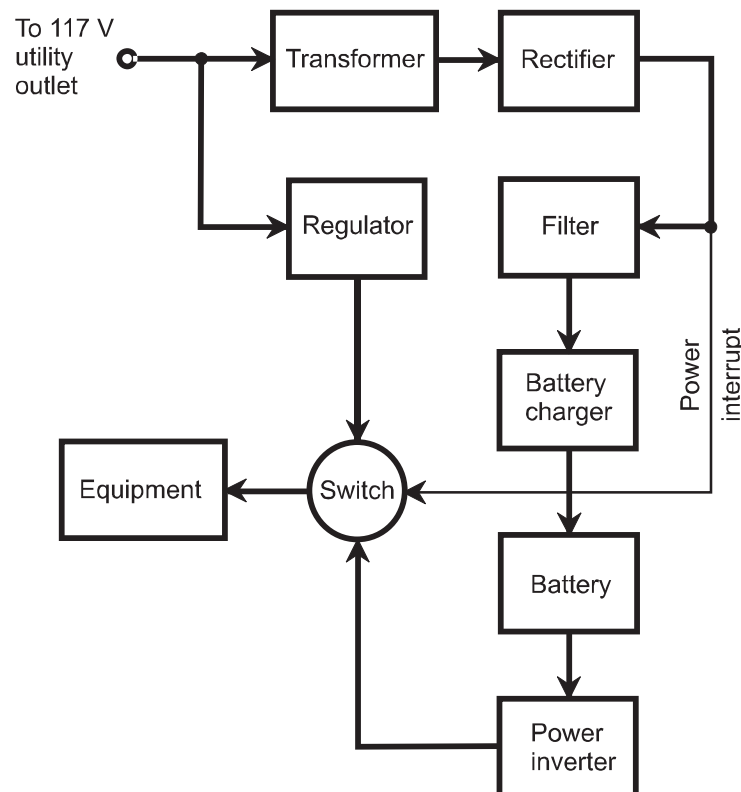 To 117 V
utility
outlet
Transformer
Rectifier
Regulator
Filter
Battery
charger
Power
interrupt
Equipment
Switch
Battery
Power
inverter